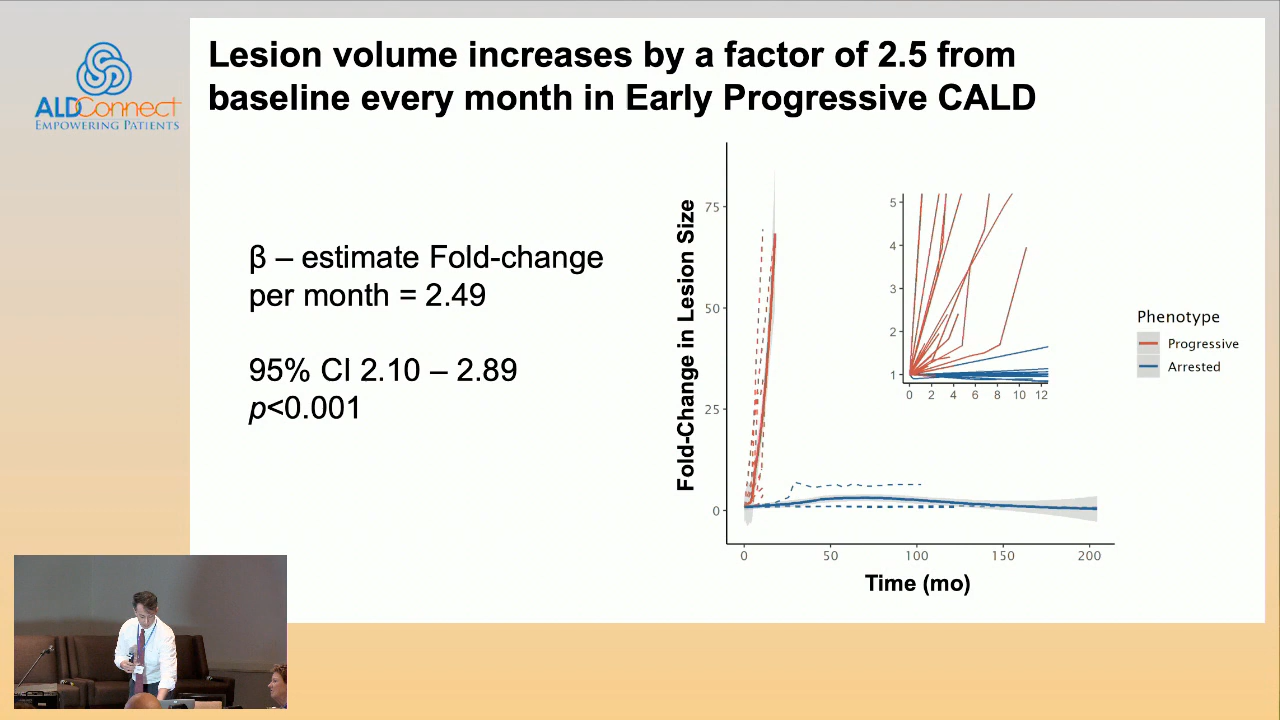 Lesion volume increases by a factor of 2.5 from
baseline every month in Early Progressive CALD
ALDConnect
EMPOWERING PATIENTS
β – estimate Fold-change
per month = 2.49
95% CI 2.10 – 2.89
p<0.001
Fold-Change in Lesion Size
75
50
25
0
0 50 100 150 200
Time (mo)
5
4
3
2
1
0 2 4 6 8 10 12
Phenotype
Progressive
Arrested